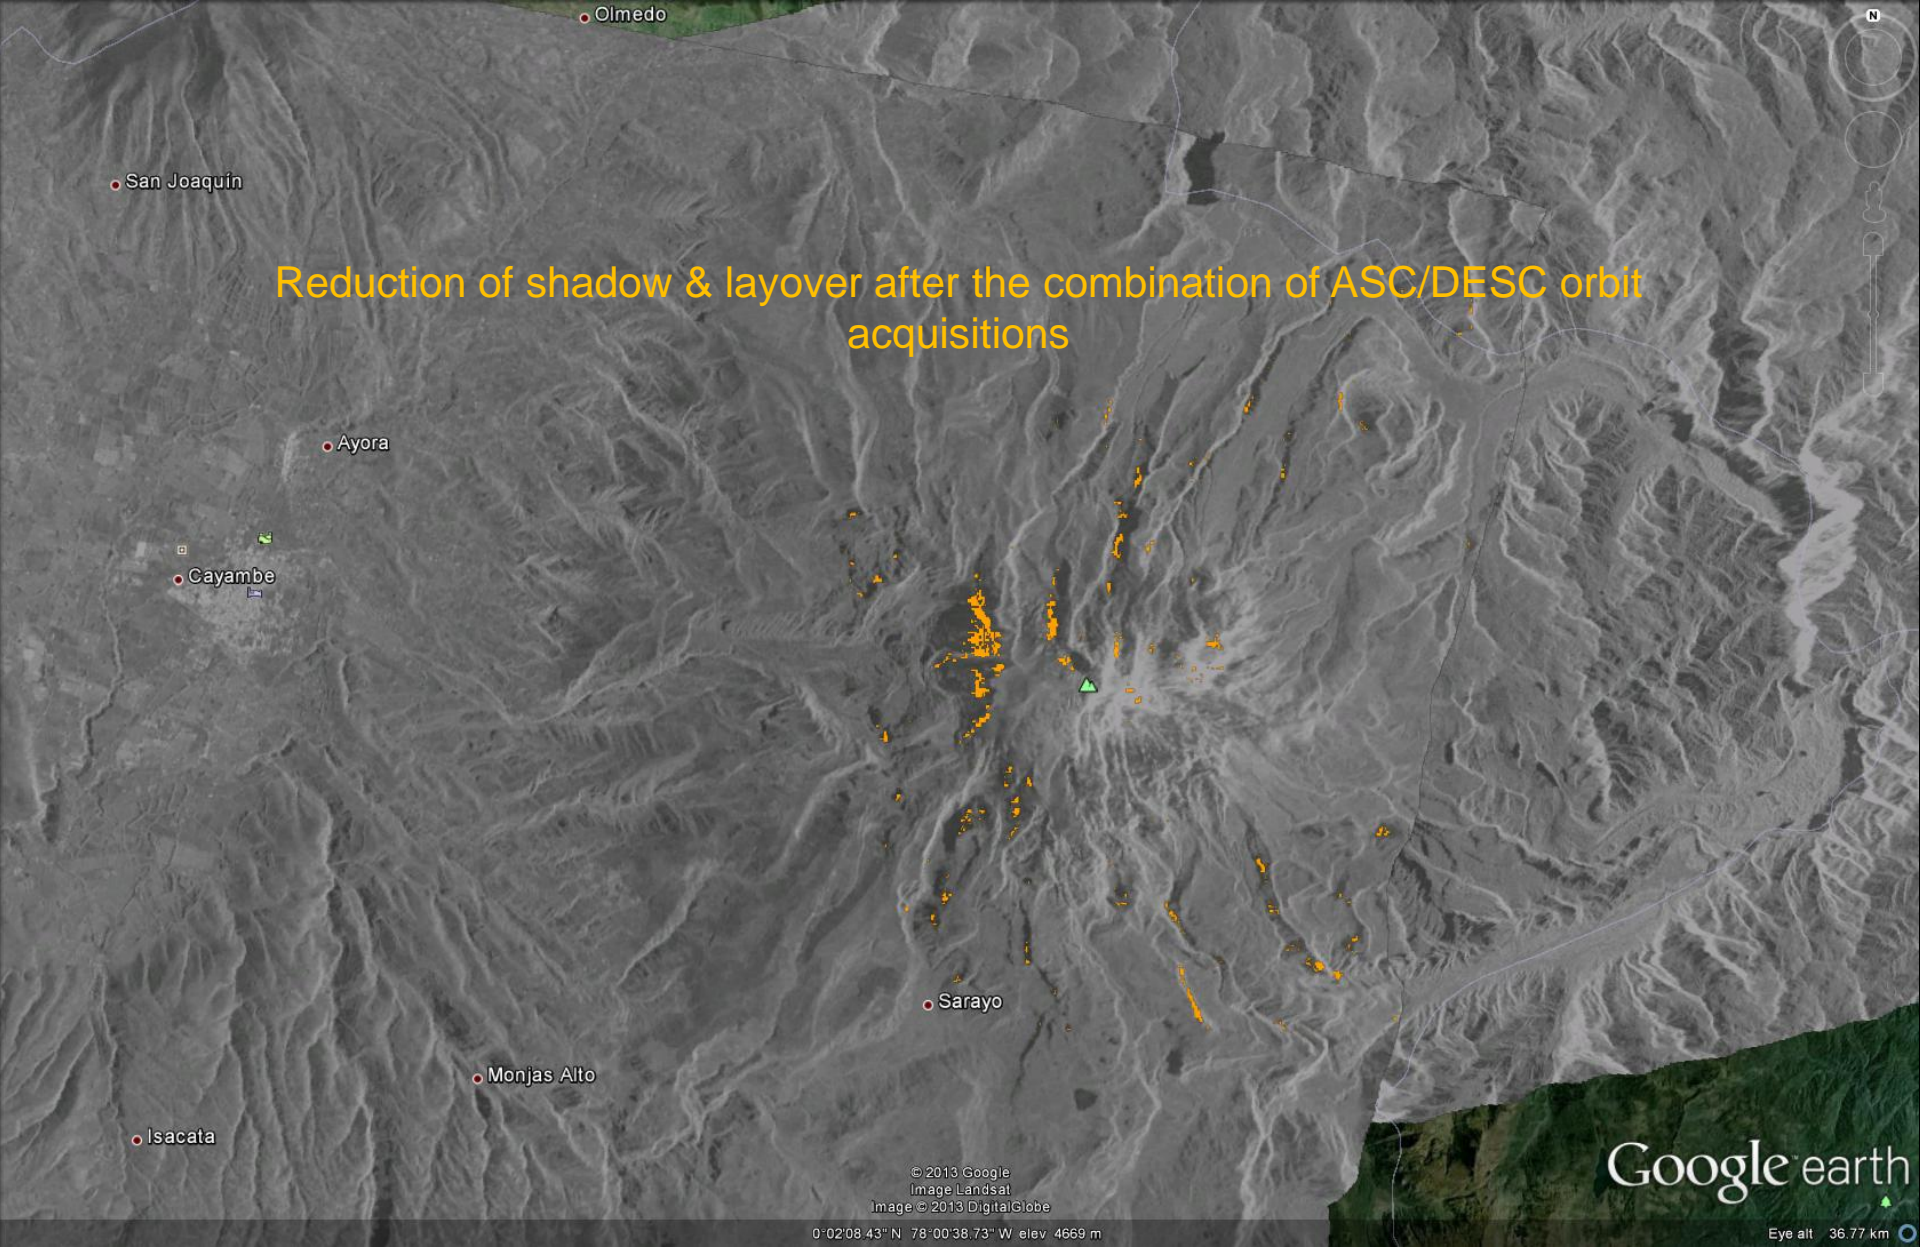 Olmedo
N
San Joaquín
Reduction of shadow & layover after the combination of ASC/DESC orbit
acquisitions
Ayora
Cayambe
Sarayo
Monjas Alto
Isacata
Google earth
© 2013 Google
Image Landsat
Image © 2013 DigitalGlobe
0°02'08.43" N 78°00'38.73" W elev 4669 m
Eye alt 36.77 km